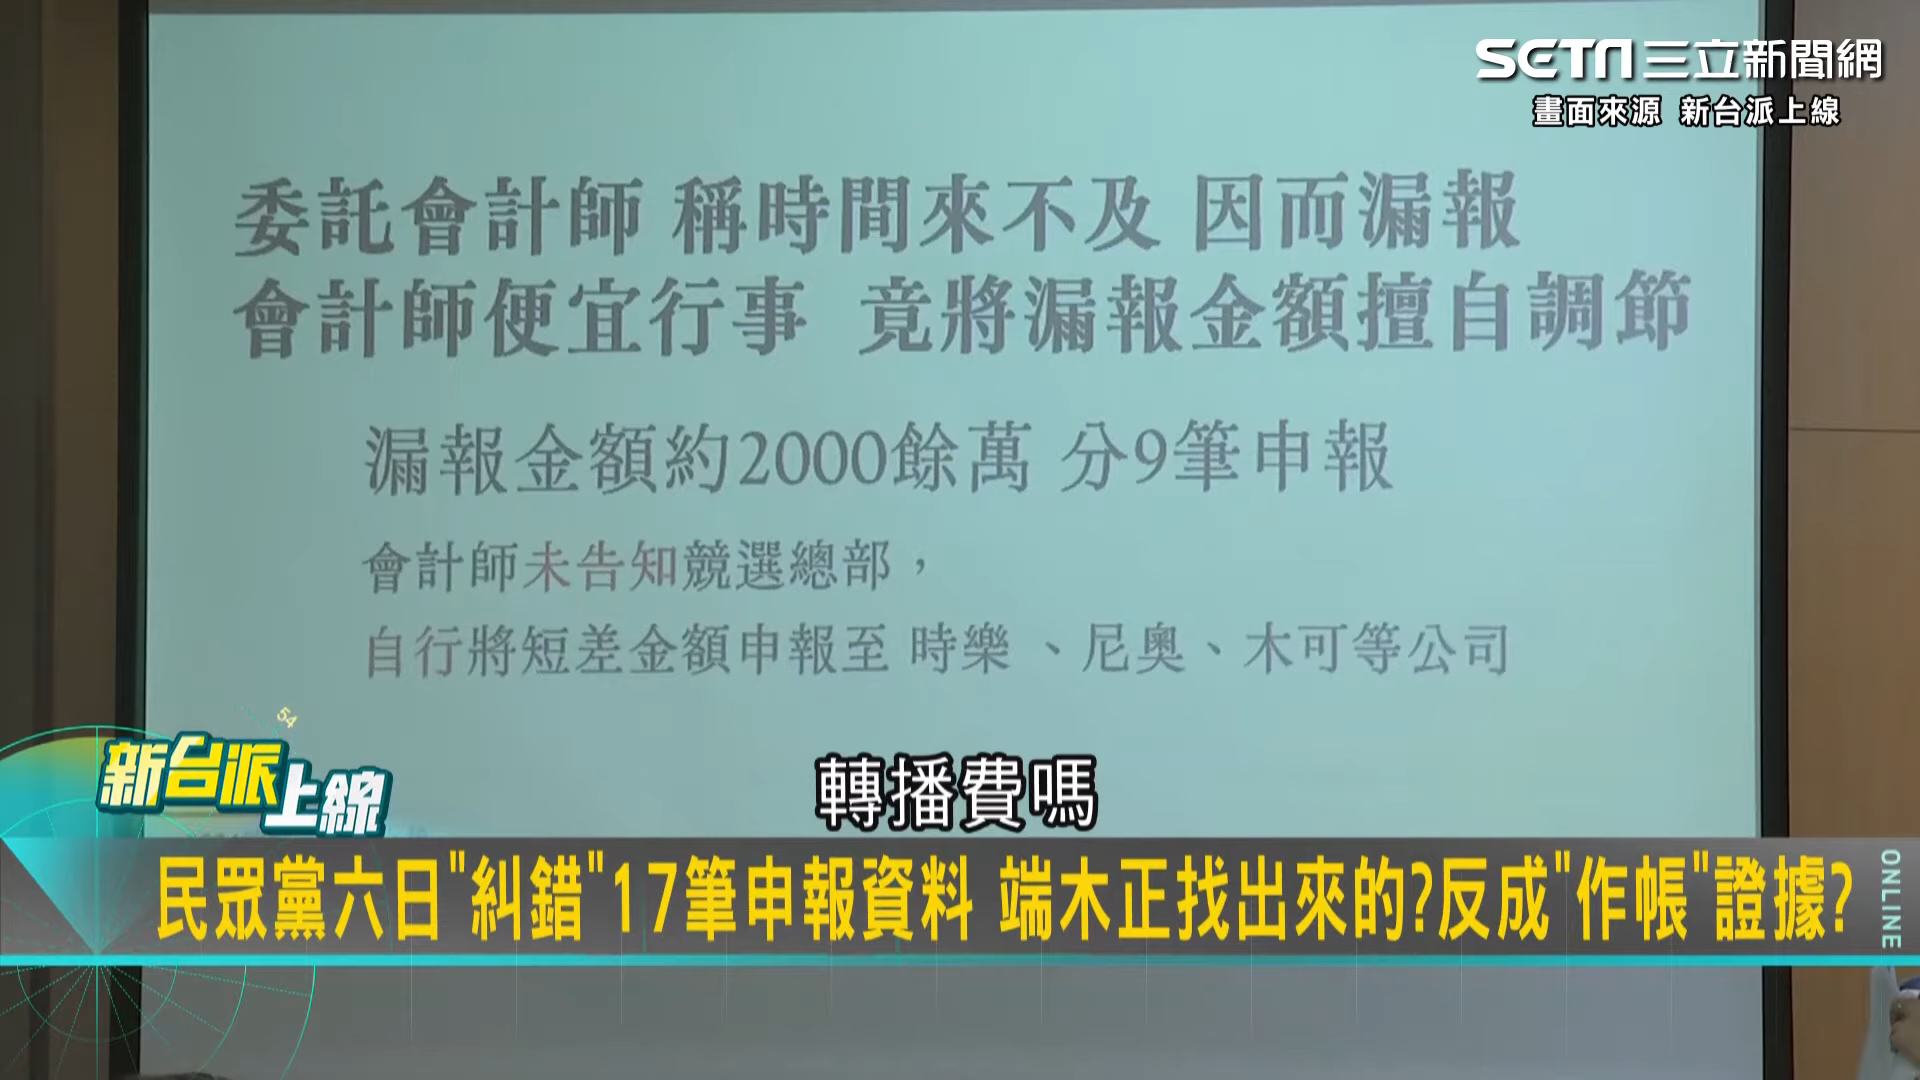 SETN三立新聞網
畫面來源 新台派上線
委託會計師 稱時間來不及 因而漏報
會計師便宜行事 竟將漏報金額擅自調節
漏報金額約2000餘萬 分9筆申報
會計師未告知競選總部，
自行將短差金額申報至 時樂、尼奧、木可等公司
54
新台派上線
轉播費嗎
民眾黨六日"糾錯"17筆申報資料 端木正找出來的?反成"作帳"證據?
ONLINE